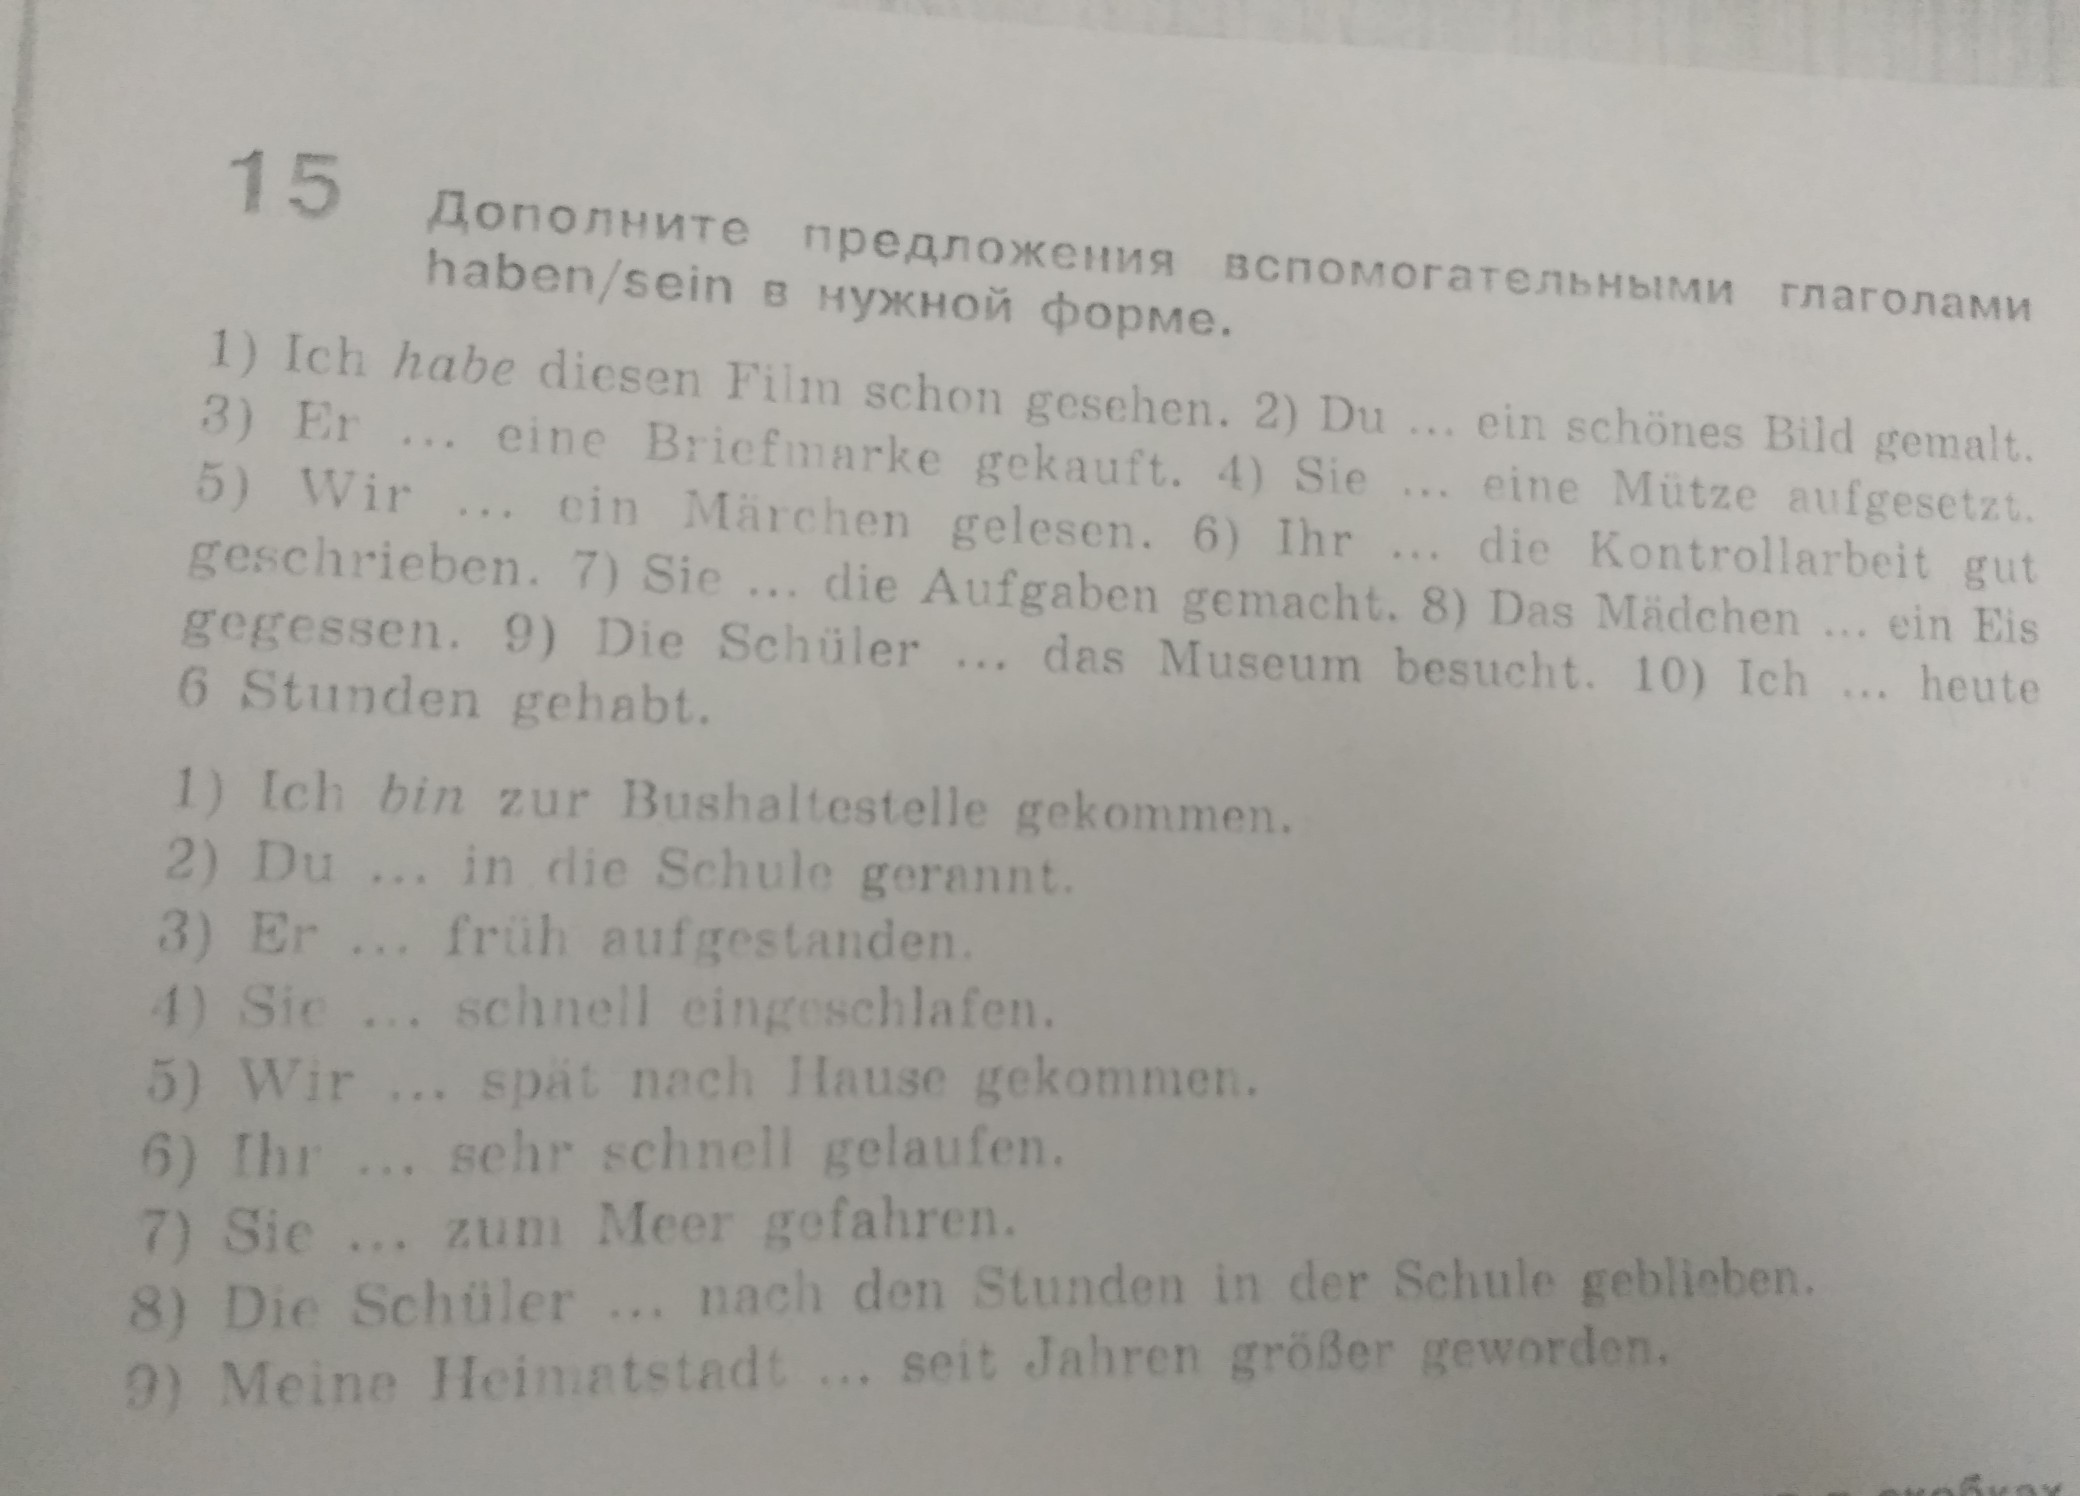 15 Дополните предложения вспомогательными глаголами
haben/sein в нужной форме.
1) Ich habe diesen Film schon gesehen. 2) Du ... ein schönes Bild gemalt.
3) Er ... eine Briefmarke gekauft. 4) Sie ... eine Mütze aufgesetzt.
5) Wir ... ein Märchen gelesen. 6) Ihr ... die Kontrollarbeit gut
geschrieben. 7) Sie ... die Aufgaben gemacht. 8) Das Mädchen ... ein Eis
gegessen. 9) Die Schüler ... das Museum besucht. 10) Ich ... heute
6 Stunden gehabt.
1) Ich bin zur Bushaltestelle gekommen.
2) Du ... in die Schule gerannt.
3) Er ... früh aufgestanden.
4) Sie ... schnell eingeschlafen.
5) Wir ... spät nach Hause gekommen.
6) Ihr ... sehr schnell gelaufen.
7) Sie ... zum Meer gefahren.
8) Die Schüler ... nach den Stunden in der Schule geblieben.
9) Meine Heimatstadt ... seit Jahren größer geworden.